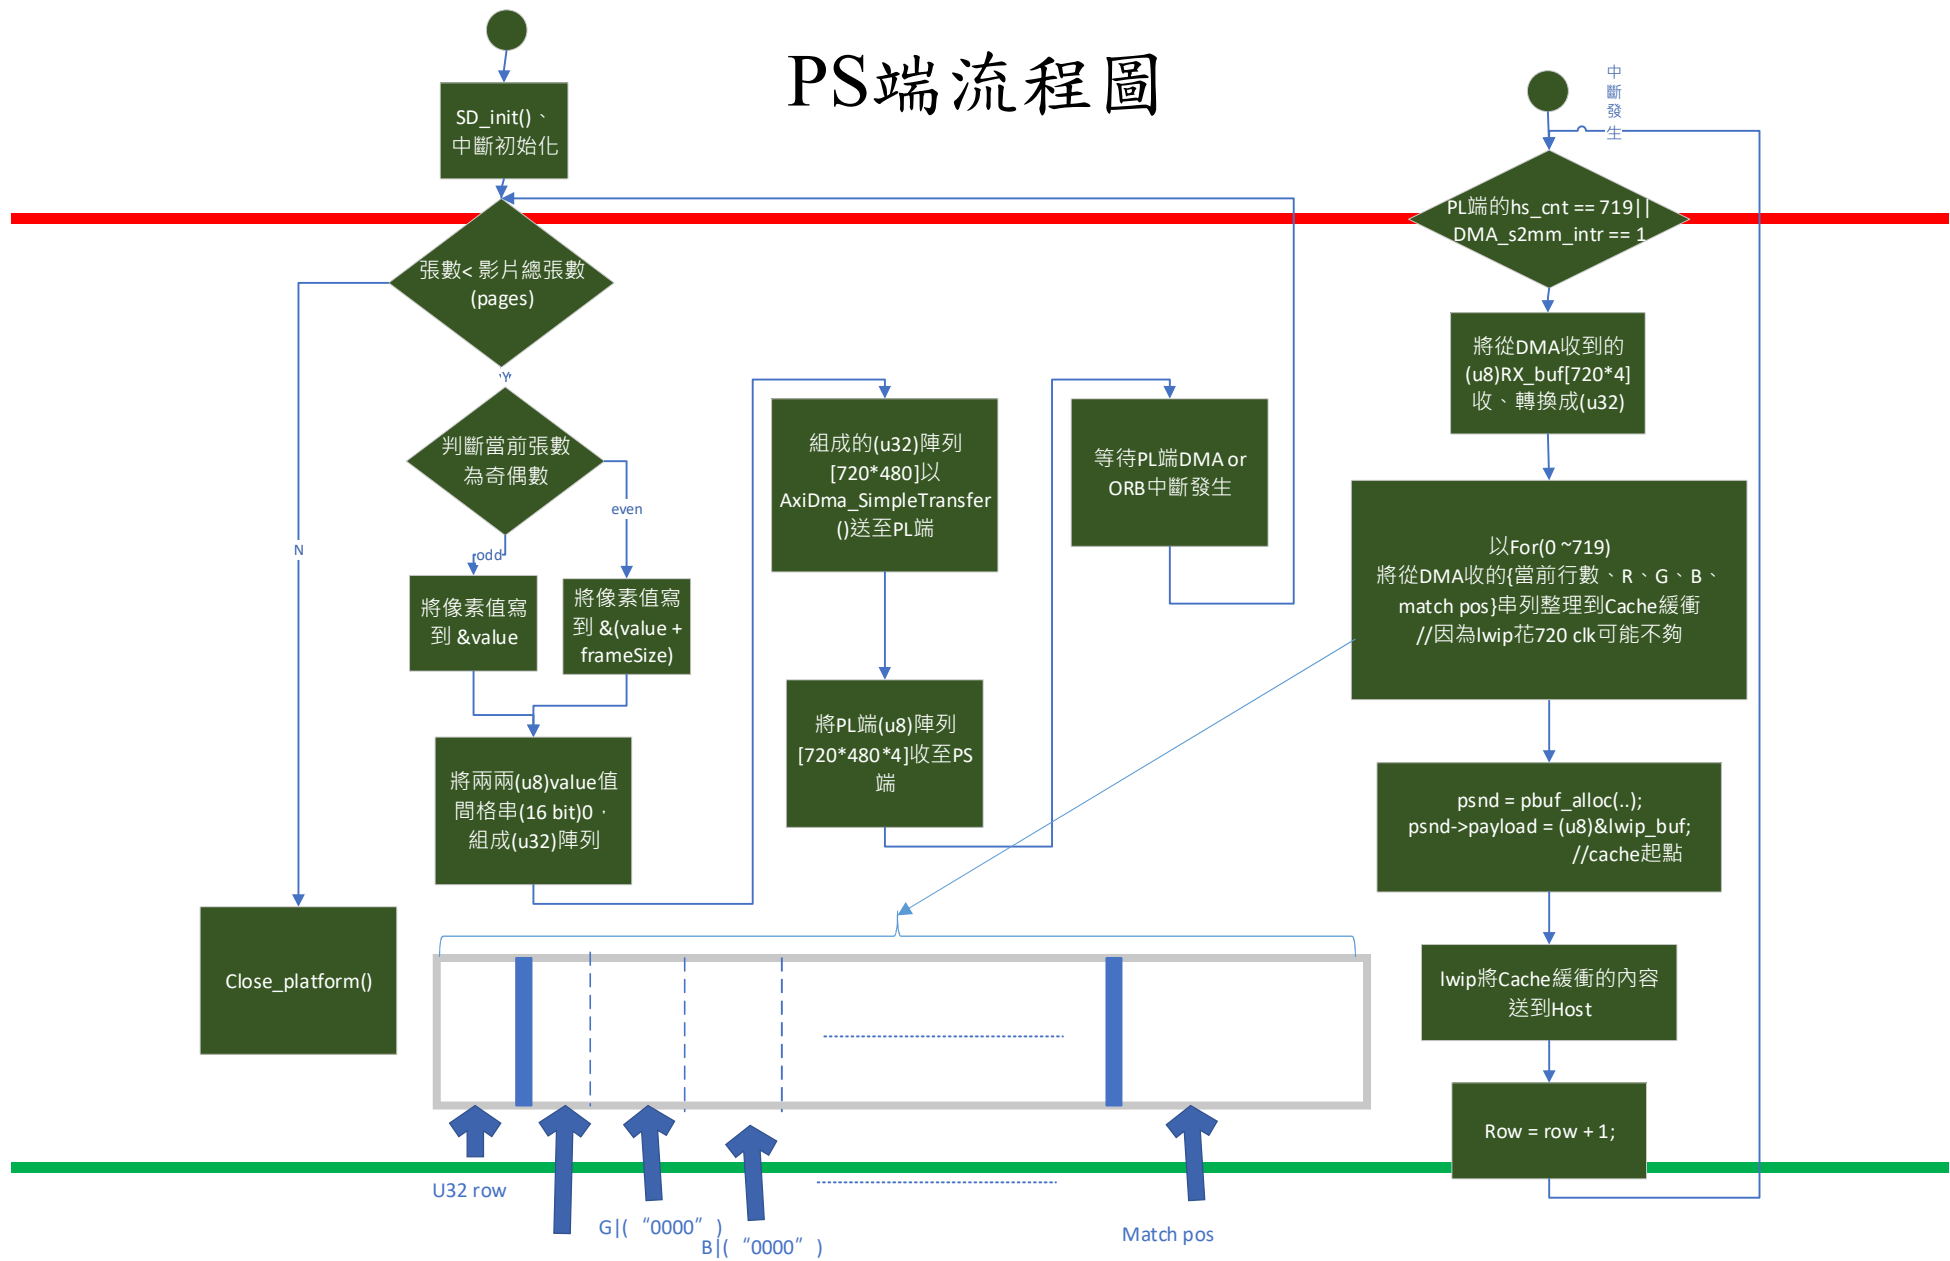 PS端流程圖
SD_init()、
中斷初始化
張數< 影片總張數
(pages)
Y
N
判斷當前張數
為奇偶數
odd
even
將像素值寫
到 &value
將像素值寫
到 &(value +
frameSize)
將兩兩(u8)value值
間格串(16 bit)0，
組成(u32)陣列
Close_platform()
組成的(u32)陣列
[720*480]以
AxiDma_SimpleTransfer
()送至PL端
將PL端(u8)陣列
[720*480*4]收至PS
端
等待PL端DMA or
ORB中斷發生
中
斷
發
生
PL端的hs_cnt == 719||
DMA_s2mm_intr == 1
將從DMA收到的
(u8)RX_buf[720*4]
收、轉換成(u32)
以For(0 ~719)
將從DMA收的{當前行數、R、G、B、
match pos}串列整理到Cache緩衝
//因為lwip花720 clk可能不夠
psnd = pbuf_alloc(..);
psnd->payload = (u8)&lwip_buf;
//cache起點
lwip將Cache緩衝的內容
送到Host
Row = row + 1;
U32 row
G|( “0000” )
B|( “0000” )
Match pos